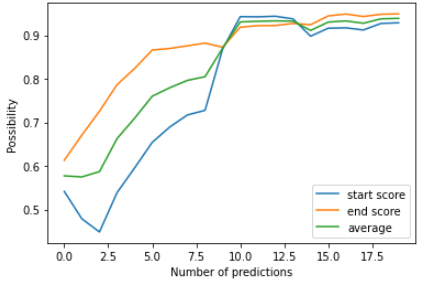 0.9
0.8
Possibility
0.7
0.6
0.5
start score
end score
average
0.0 2.5 5.0 7.5 10.0 12.5 15.0 17.5
Number of predictions